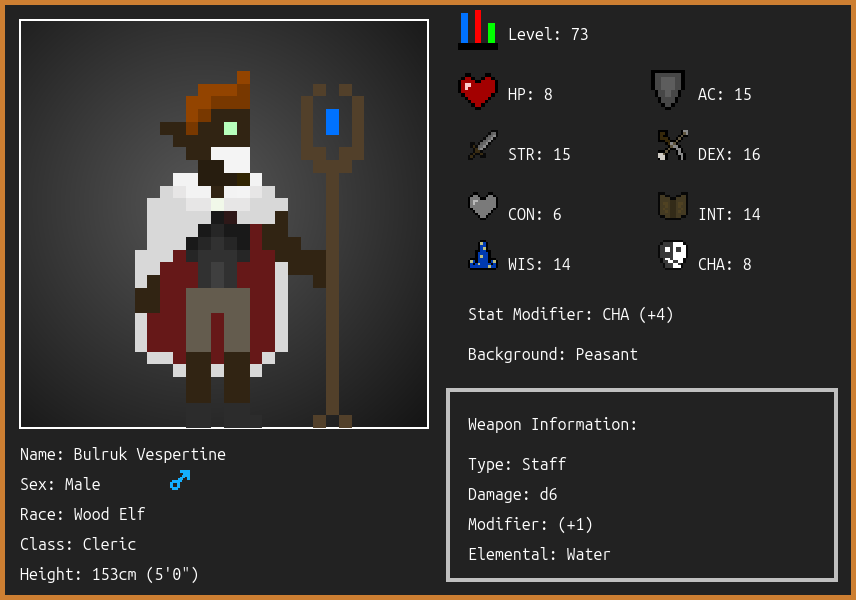 Level: 73
HP: 8
AC: 15
STR: 15
DEX: 16
CON: 6
INT: 14
WIS: 14
CHA: 8
Stat Modifier: CHA (+4)
Background: Peasant
Weapon Information:
Type: Staff
Damage: d6
Modifier: (+1)
Elemental: Water
Name: Bulruk Vespertine
Sex: Male
Race: Wood Elf
Class: Cleric
Height: 153cm (5'0")